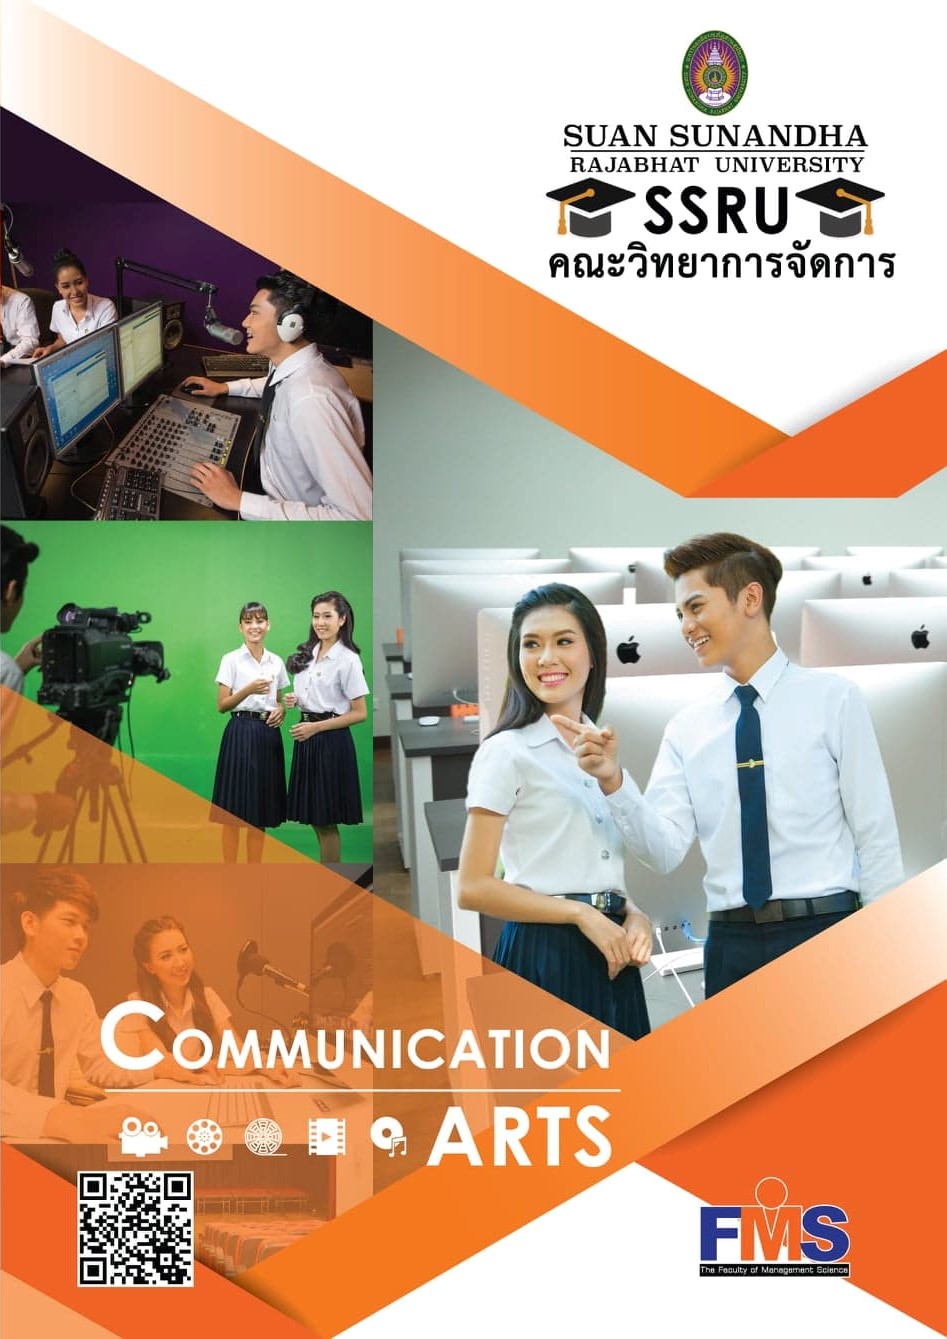 SUAN SUNANDHA
RAJABHAT UNIVERSITY
SSRU
คณะวิทยาการจัดการ
COMMUNICATION
ARTS
FMS
The Faculty of Management Science